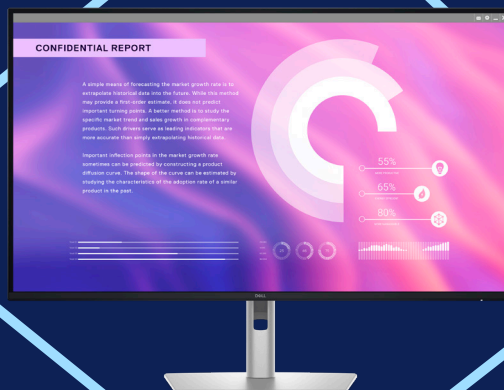 CONFIDENTIAL REPORT
A simple means of forecasting the market growth rate is to
extrapolate historical data into the future. While this method
may provide a first-order estimate, it does not predict
important turning points. A better method is to study the
specific market trend and sales growth in complementary
products. Such drivers serve as leading indicators that are
more accurate than simply extrapolating historical data.
Important inflection points in the market growth rate
sometimes can be predicted by constructing a product
diffusion curve. The shape of the curve can be estimated by
studying the characteristics of the adoption rate of a similar
product in the past.
55%
65%
80%
DELL